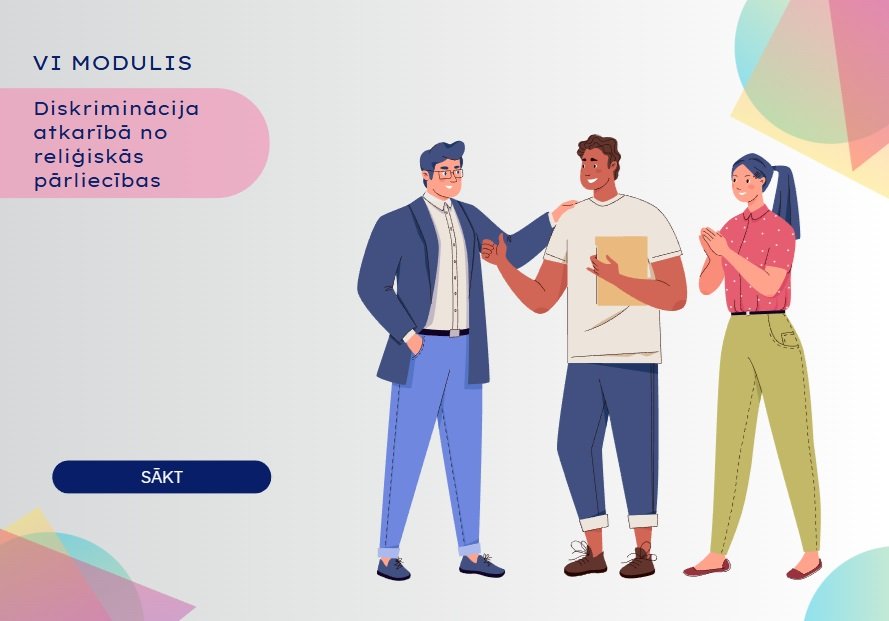 VI MODULIS
Diskriminācija
atkarībā no
reliģiskās
pārliecības
SĀKT